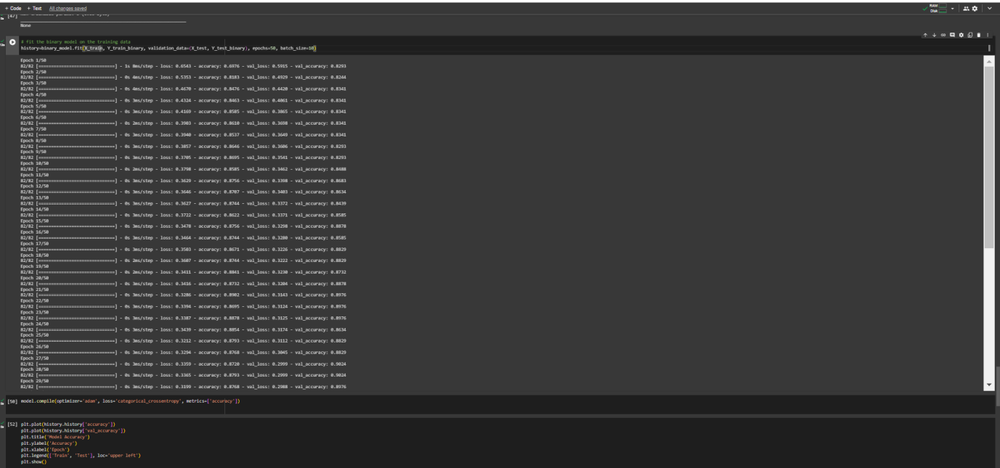 + Code + Text All changes saved
RAM
Disk
[47]
None
# fit the binary model on the training data
history=binary_model.fit(X_train, Y_train_binary, validation_data=(X_test, Y_test_binary), epochs=50, batch_size=10)
Epoch 1/50
82/82 [==============================] - 1s 8ms/step - loss: 0.6543 - accuracy: 0.6976 - val_loss: 0.5915 - val_accuracy: 0.8293
Epoch 2/50
82/82 [==============================] - 0s 4ms/step - loss: 0.5353 - accuracy: 0.8183 - val_loss: 0.4929 - val_accuracy: 0.8244
Epoch 3/50
82/82 [==============================] - 0s 4ms/step - loss: 0.4670 - accuracy: 0.8476 - val_loss: 0.4420 - val_accuracy: 0.8341
Epoch 4/50
82/82 [==============================] - 0s 3ms/step - loss: 0.4324 - accuracy: 0.8463 - val_loss: 0.4061 - val_accuracy: 0.8341
Epoch 5/50
82/82 [==============================] - 0s 3ms/step - loss: 0.4169 - accuracy: 0.8585 - val_loss: 0.3865 - val_accuracy: 0.8341
Epoch 6/50
82/82 [==============================] - 0s 2ms/step - loss: 0.3983 - accuracy: 0.8610 - val_loss: 0.3698 - val_accuracy: 0.8341
Epoch 7/50
82/82 [==============================] - 0s 3ms/step - loss: 0.3940 - accuracy: 0.8537 - val_loss: 0.3649 - val_accuracy: 0.8341
Epoch 8/50
82/82 [==============================] - 0s 3ms/step - loss: 0.3857 - accuracy: 0.8646 - val_loss: 0.3606 - val_accuracy: 0.8293
Epoch 9/50
82/82 [==============================] - 0s 3ms/step - loss: 0.3705 - accuracy: 0.8695 - val_loss: 0.3541 - val_accuracy: 0.8293
Epoch 10/50
82/82 [==============================] - 0s 2ms/step - loss: 0.3798 - accuracy: 0.8585 - val_loss: 0.3462 - val_accuracy: 0.8488
Epoch 11/50
82/82 [==============================] - 0s 3ms/step - loss: 0.3629 - accuracy: 0.8756 - val_loss: 0.3398 - val_accuracy: 0.8683
Epoch 12/50
82/82 [==============================] - 0s 3ms/step - loss: 0.3646 - accuracy: 0.8707 - val_loss: 0.3403 - val_accuracy: 0.8634
Epoch 13/50
82/82 [==============================] - 0s 3ms/step - loss: 0.3627 - accuracy: 0.8744 - val_loss: 0.3372 - val_accuracy: 0.8439
Epoch 14/50
82/82 [==============================] - 0s 3ms/step - loss: 0.3722 - accuracy: 0.8622 - val_loss: 0.3371 - val_accuracy: 0.8585
Epoch 15/50
82/82 [==============================] - 0s 3ms/step - loss: 0.3478 - accuracy: 0.8756 - val_loss: 0.3298 - val_accuracy: 0.8878
Epoch 16/50
82/82 [==============================] - 0s 3ms/step - loss: 0.3464 - accuracy: 0.8744 - val_loss: 0.3280 - val_accuracy: 0.8585
Epoch 17/50
82/82 [==============================] - 0s 3ms/step - loss: 0.3503 - accuracy: 0.8671 - val_loss: 0.3226 - val_accuracy: 0.8829
Epoch 18/50
82/82 [==============================] - 0s 2ms/step - loss: 0.3607 - accuracy: 0.8744 - val_loss: 0.3222 - val_accuracy: 0.8829
Epoch 19/50
82/82 [==============================] - 0s 2ms/step - loss: 0.3411 - accuracy: 0.8841 - val_loss: 0.3230 - val_accuracy: 0.8732
Epoch 20/50
82/82 [==============================] - 0s 3ms/step - loss: 0.3416 - accuracy: 0.8732 - val_loss: 0.3204 - val_accuracy: 0.8878
Epoch 21/50
82/82 [==============================] - 0s 3ms/step - loss: 0.3286 - accuracy: 0.8902 - val_loss: 0.3143 - val_accuracy: 0.8976
Epoch 22/50
82/82 [==============================] - 0s 3ms/step - loss: 0.3394 - accuracy: 0.8695 - val_loss: 0.3124 - val_accuracy: 0.8976
Epoch 23/50
82/82 [==============================] - 0s 3ms/step - loss: 0.3387 - accuracy: 0.8878 - val_loss: 0.3125 - val_accuracy: 0.8976
Epoch 24/50
82/82 [==============================] - 0s 3ms/step - loss: 0.3439 - accuracy: 0.8854 - val_loss: 0.3174 - val_accuracy: 0.8634
Epoch 25/50
82/82 [==============================] - 0s 3ms/step - loss: 0.3212 - accuracy: 0.8793 - val_loss: 0.3112 - val_accuracy: 0.8829
Epoch 26/50
82/82 [==============================] - 0s 3ms/step - loss: 0.3294 - accuracy: 0.8768 - val_loss: 0.3045 - val_accuracy: 0.8829
Epoch 27/50
82/82 [==============================] - 0s 3ms/step - loss: 0.3359 - accuracy: 0.8720 - val_loss: 0.2999 - val_accuracy: 0.9024
Epoch 28/50
82/82 [==============================] - 0s 3ms/step - loss: 0.3365 - accuracy: 0.8793 - val_loss: 0.2999 - val_accuracy: 0.9024
Epoch 29/50
82/82 [==============================] - 0s 3ms/step - loss: 0.3199 - accuracy: 0.8768 - val_loss: 0.2988 - val_accuracy: 0.8976
[50] model.compile(optimizer='adam', loss='categorical_crossentropy', metrics=['accuracy'])
[52] plt.plot(history.history['accuracy'])
plt.plot(history.history['val_accuracy'])
plt.title('Model Accuracy')
plt.ylabel('Accuracy')
plt.xlabel('Epoch')
plt.legend(['Train', 'Test'], loc='upper left')
plt.show()